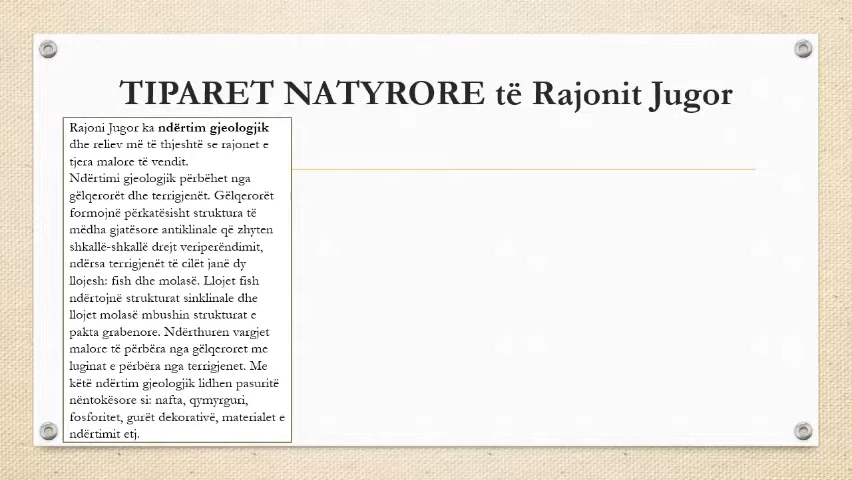 TIPARET NATYRORE të Rajonit Jugor
Rajoni Jugor ka ndërtim gjeologjik
dhe reliev më të thjeshtë se rajonet e
tjera malore të vendit.
Ndërtimi gjeologjik përbëhet nga
gëlqerorët dhe terrigjenët. Gëlqerorët
formojnë përkatësisht struktura të
mëdha gjatësore antiklinale që zhyten
shkallë-shkallë drejt veriperëndimit,
ndërsa terrigjenët të cilët janë dy
llojesh: fish dhe molasë. Llojet fish
ndërtojnë strukturat sinklinale dhe
llojet molasë mbushin strukturat e
pakta grabenore. Ndërthuren vargjet
malore të përbëra nga gëlqeroret me
luginat e përbëra nga terrigjenet. Me
këtë ndërtim gjeologjik lidhen pasuritë
nëntokësore si: nafta, qymyrguri,
fosforitet, gurët dekorativë, materialet e
ndërtimit etj.